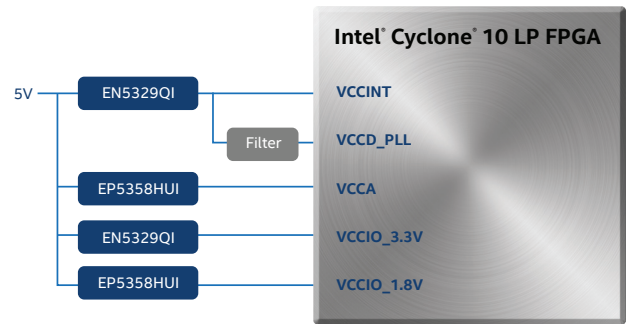 Intel® Cyclone® 10 LP FPGA
5V
EN5329QI
VCCINT
Filter
VCCD_PLL
EP5358HUI
VCCA
EN5329QI
VCCIO_3.3V
EP5358HUI
VCCIO_1.8V